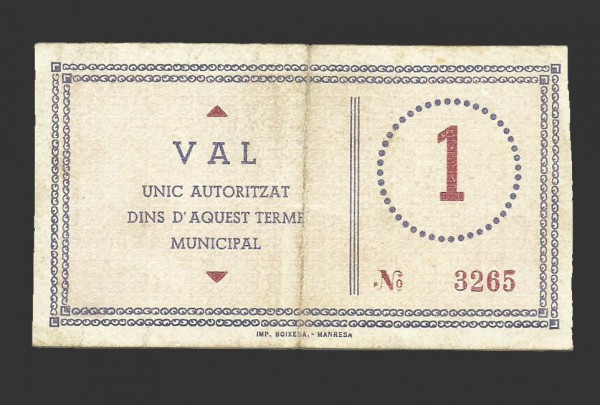 VAL
UNIC AUTORITZAT
DINS D'AQUEST TERME
MUNICIPAL
1
No 3265
IMP. BOIXEDA. - MANRESA